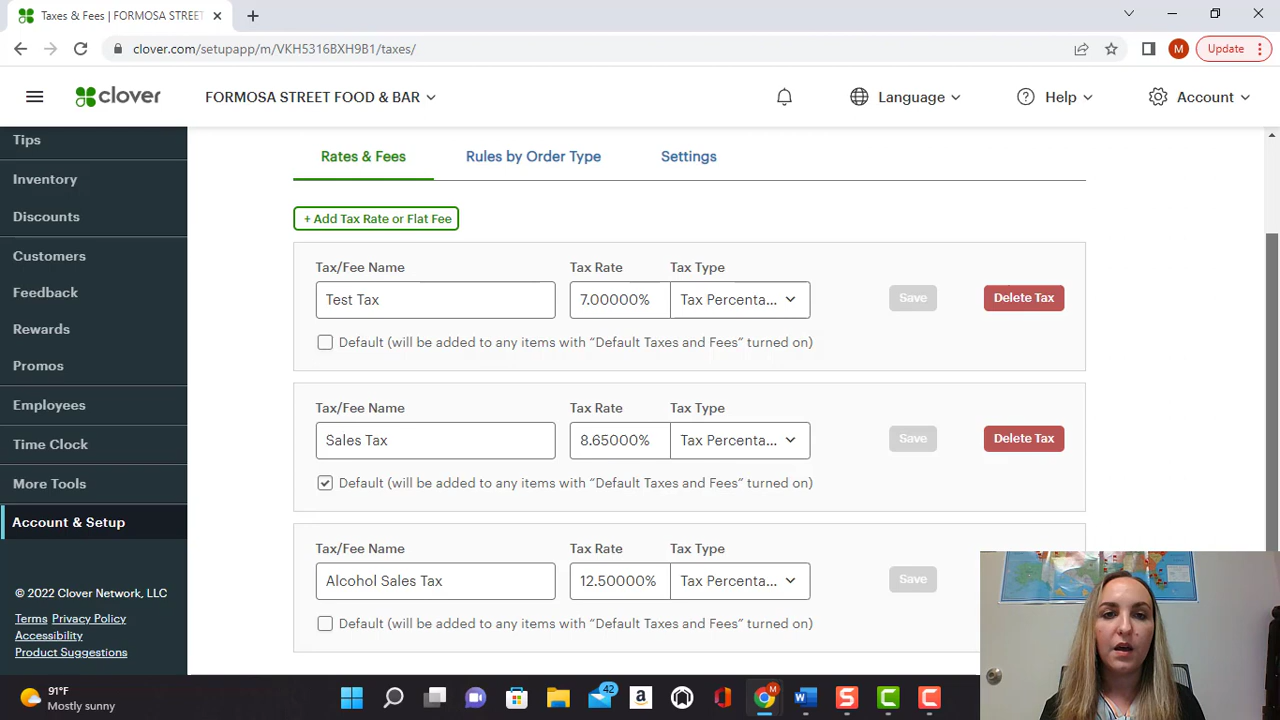 Taxes & Fees | FORMOSA STREET
clover.com/setupapp/m/VKH5316BXH9B1/taxes/
M
Update
clover
FORMOSA STREET FOOD & BAR
Language
Help
Account
Tips
Inventory
Discounts
Customers
Feedback
Rewards
Promos
Employees
Time Clock
More Tools
Account & Setup
© 2022 Clover Network, LLC
Terms Privacy Policy
Accessibility
Product Suggestions
Rates & Fees Rules by Order Type Settings
+ Add Tax Rate or Flat Fee
Tax/Fee Name Tax Rate Tax Type
Test Tax 7.00000% Tax Percenta... Save Delete Tax
Default (will be added to any items with “Default Taxes and Fees” turned on)
Tax/Fee Name Tax Rate Tax Type
Sales Tax 8.65000% Tax Percenta... Save Delete Tax
Default (will be added to any items with “Default Taxes and Fees” turned on)
Tax/Fee Name Tax Rate Tax Type
Alcohol Sales Tax 12.50000% Tax Percenta... Save
Default (will be added to any items with “Default Taxes and Fees” turned on)
91°F
Mostly sunny
42
a
M
W
S
C
C